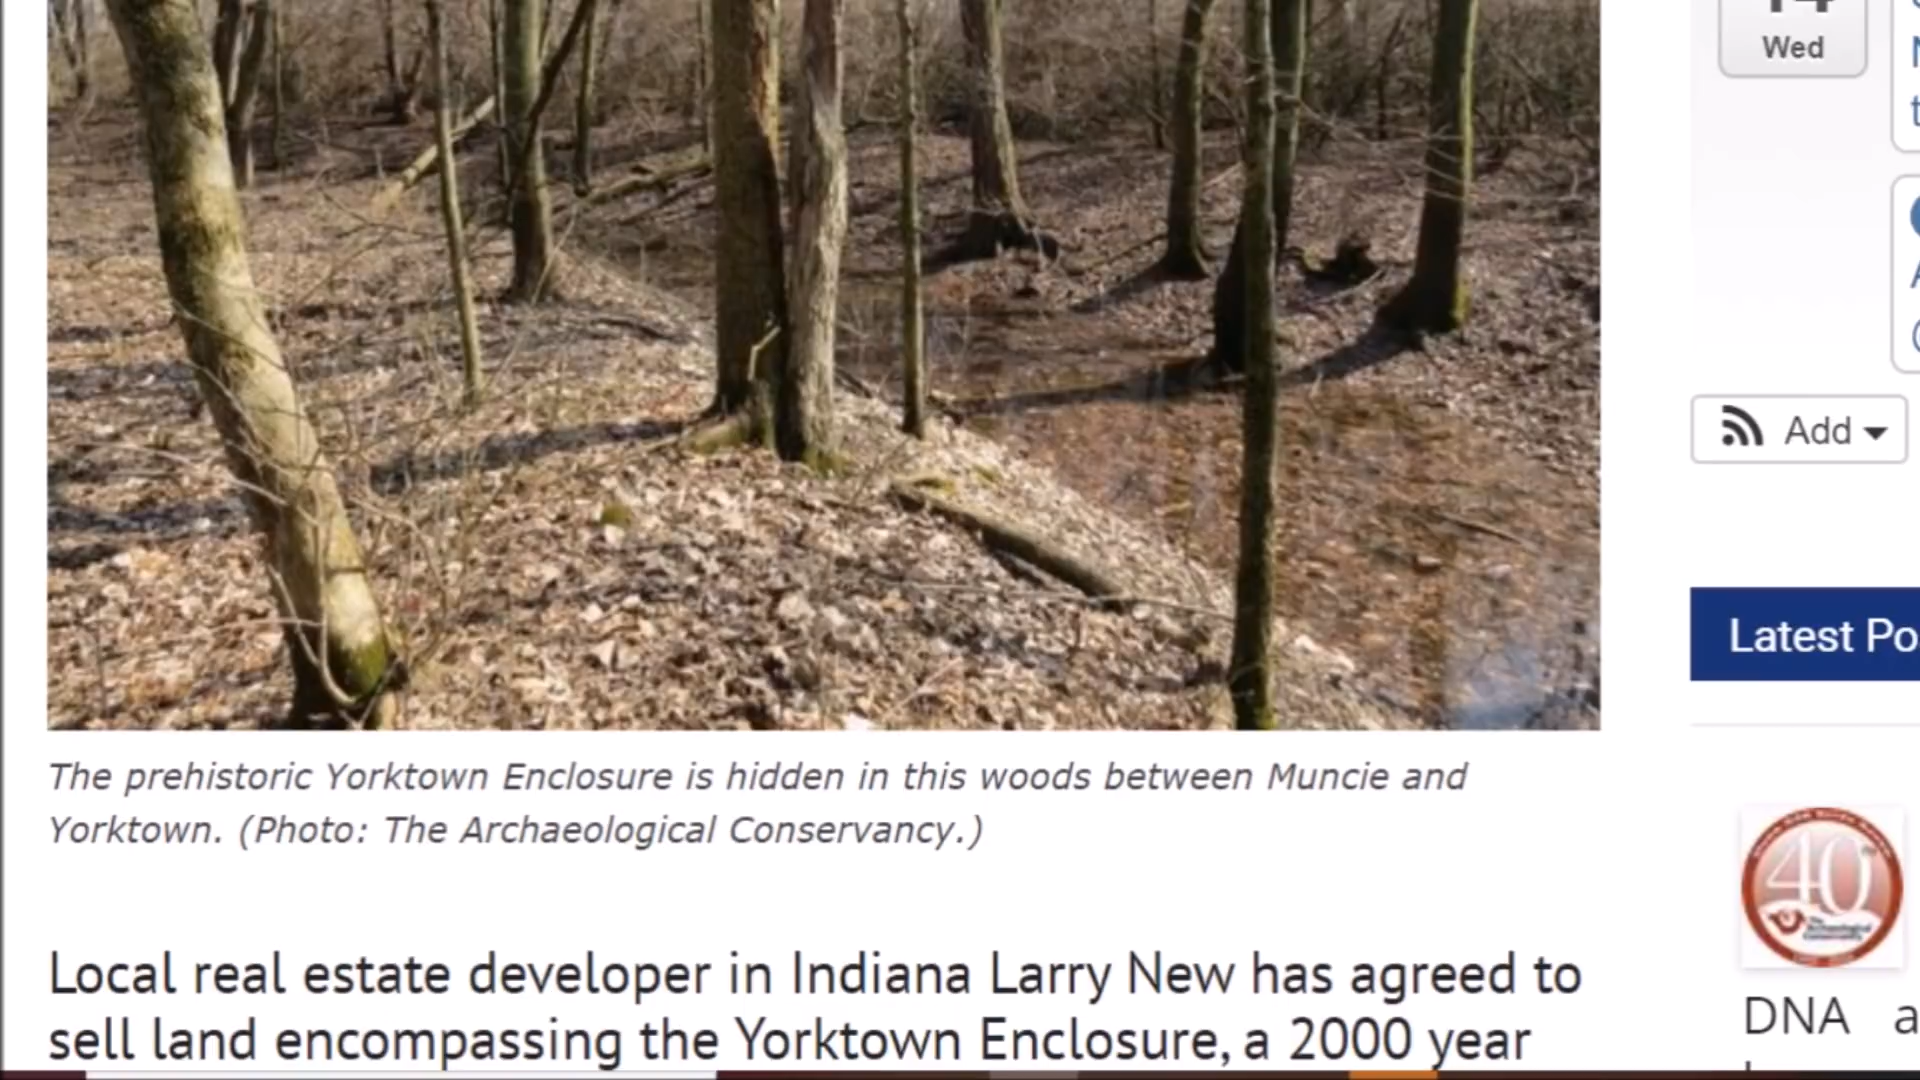 Wed
Add
Latest Po
The prehistoric Yorktown Enclosure is hidden in this woods between Muncie and
Yorktown. (Photo: The Archaeological Conservancy.)
40
Local real estate developer in Indiana Larry New has agreed to
sell land encompassing the Yorktown Enclosure, a 2000 year
DNA a